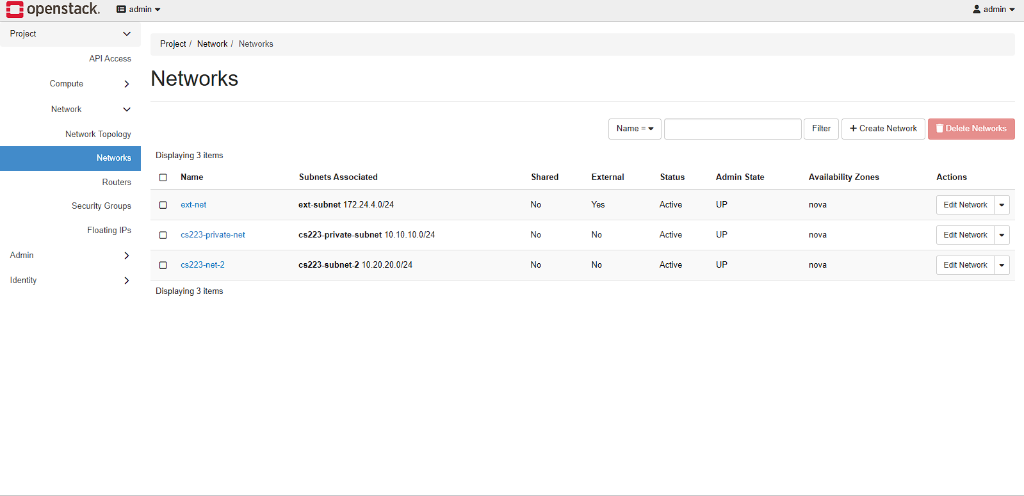 openstack. admin admin
Project
API Access
Compute
Network
Network Topology
Networks
Routers
Security Groups
Floating IPs
Admin
Identity
Project / Network / Networks
Networks
Name = Filter + Create Network Delete Networks
Displaying 3 items
Name Subnets Associated Shared External Status Admin State Availability Zones Actions
ext-net ext-subnet 172.24.4.0/24 No Yes Active UP nova Edit Network
cs223-private-net cs223-private-subnet 10.10.10.0/24 No No Active UP nova Edit Network
cs223-net-2 cs223-subnet-2 10.20.20.0/24 No No Active UP nova Edit Network
Displaying 3 items